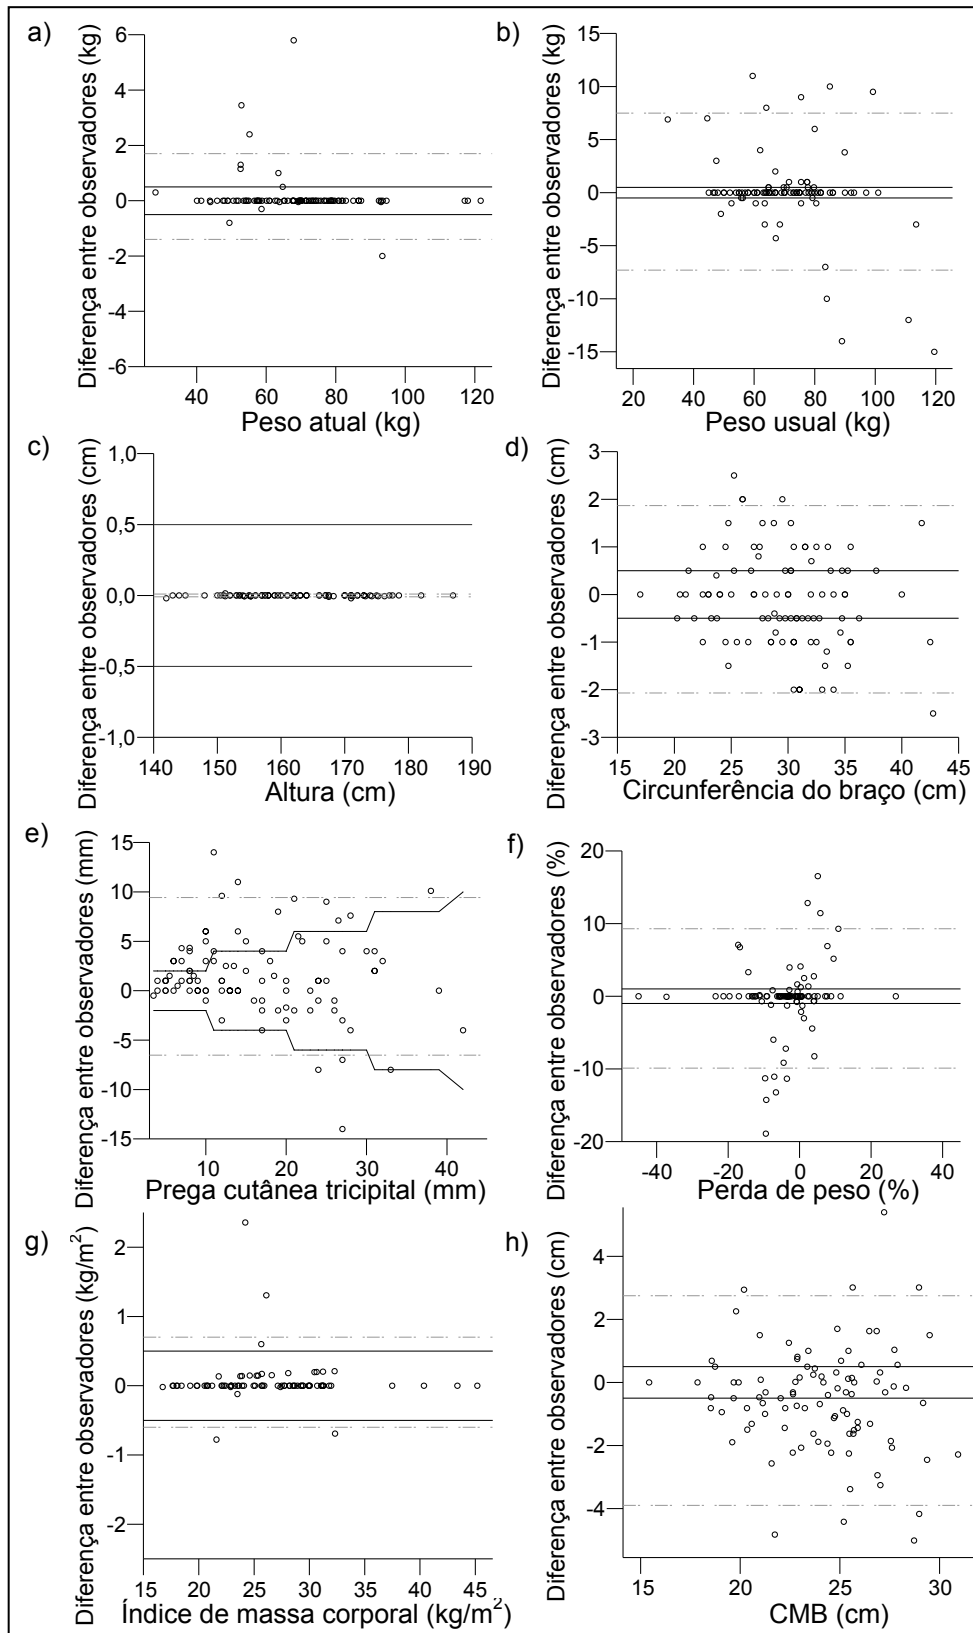 a)
Diferença entre observadores (kg)
6
4
2
0
-2
-4
-6
40 60 80 100 120
Peso atual (kg)
b)
Diferença entre observadores (kg)
15
10
5
0
-5
-10
-15
20 40 60 80 100 120
Peso usual (kg)
c)
Diferença entre observadores (cm)
1,0
0,5
0,0
-0,5
-1,0
140 150 160 170 180 190
Altura (cm)
d)
Diferença entre observadores (cm)
3
2
1
0
-1
-2
-3
15 20 25 30 35 40 45
Circunferência do braço (cm)
e)
Diferença entre observadores (mm)
15
10
5
0
-5
-10
-15
10 20 30 40
Prega cutânea tricipital (mm)
f)
Diferença entre observadores (%)
20
10
0
-10
-20
-40 -20 0 20 40
Perda de peso (%)
g)
Diferença entre observadores (kg/m²)
2
1
0
-1
-2
15 20 25 30 35 40 45
Índice de massa corporal (kg/m²)
h)
Diferença entre observadores (cm)
4
2
0
-2
-4
15 20 25 30
CMB (cm)